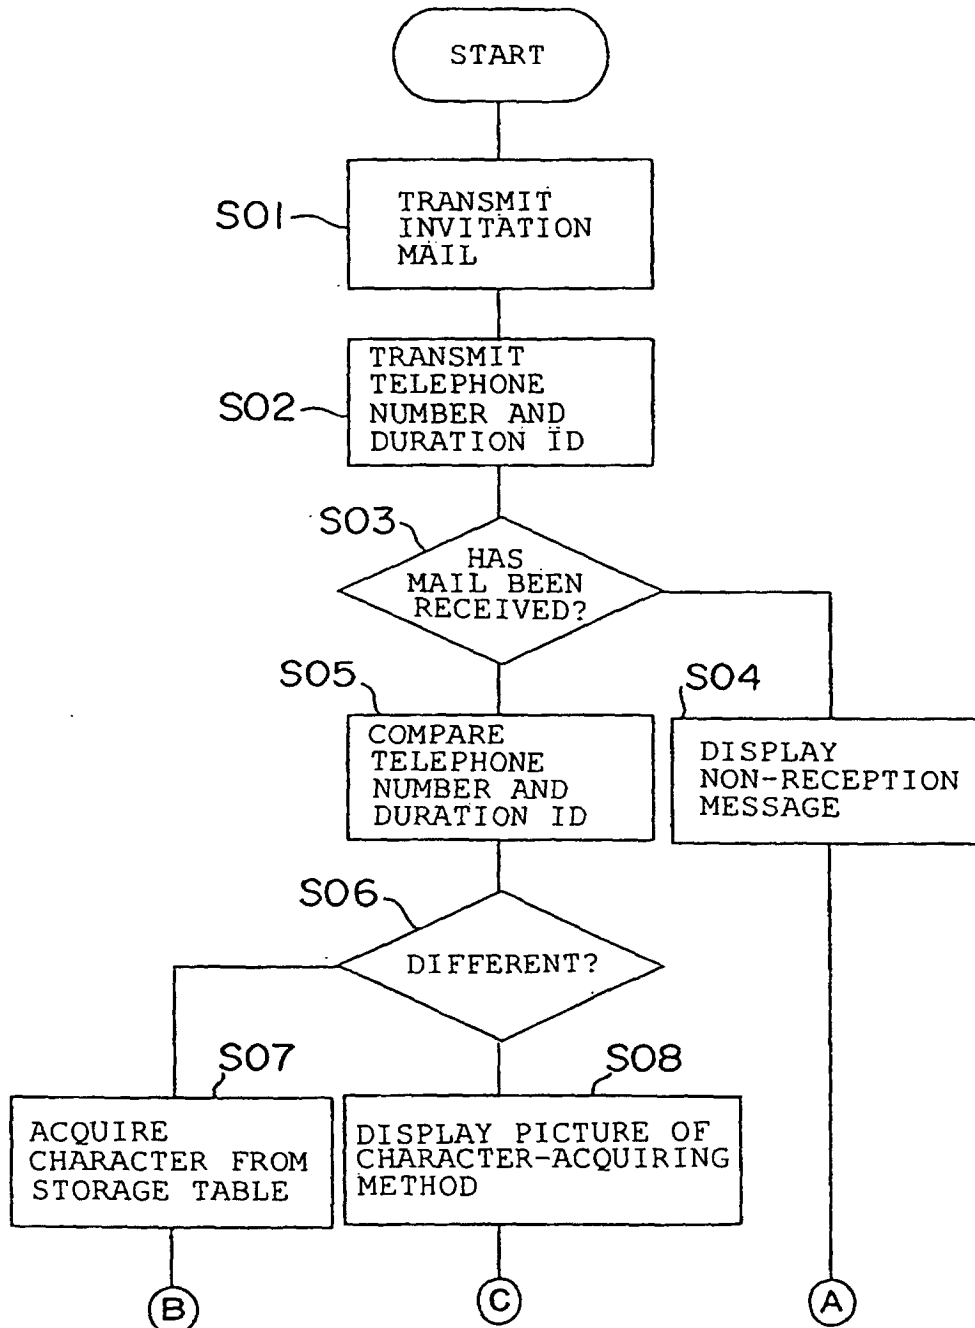 START
S01
TRANSMIT
INVITATION
MAIL
S02
TRANSMIT
TELEPHONE
NUMBER AND
DURATION ID
S03
HAS
MAIL BEEN
RECEIVED?
S05
COMPARE
TELEPHONE
NUMBER AND
DURATION ID
S04
DISPLAY
NON-RECEPTION
MESSAGE
S06
DIFFERENT?
S07
ACQUIRE
CHARACTER FROM
STORAGE TABLE
S08
DISPLAY PICTURE OF
CHARACTER-ACQUIRING
METHOD
B
C
A